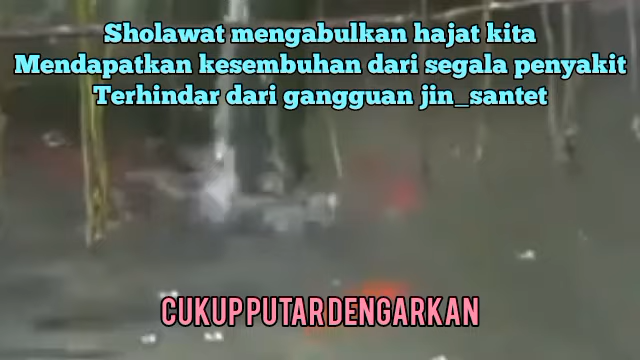 Sholawat mengabulkan hajat kita
Mendapatkan kesembuhan dari segala penyakit
Terhindar dari gangguan jin_santet
CUKUP PUTAR DENGARKAN